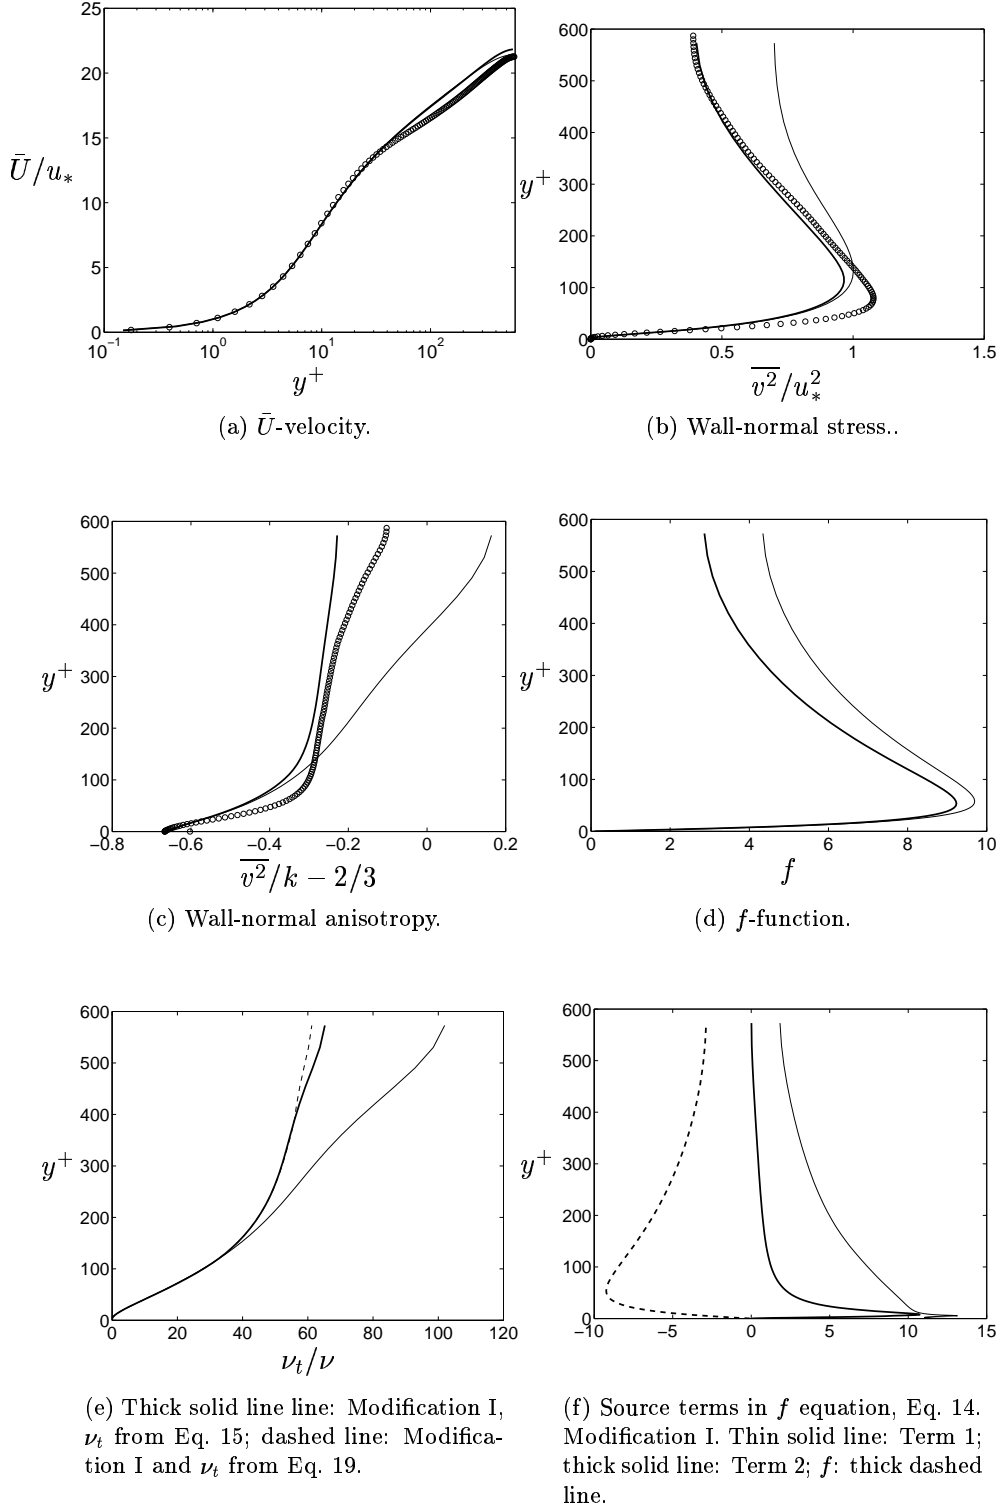 25
20
15
10
5
0
Ū/u*
10⁻¹ 10⁰ 10¹ 10²
y⁺
(a) Ū-velocity.
600
500
400
300
200
100
0
y⁺
0 0.5 1 1.5
v²/u*²
(b) Wall-normal stress..
600
500
400
300
200
100
0
y⁺
−0.8 −0.6 −0.4 −0.2 0 0.2
v²/k − 2/3
(c) Wall-normal anisotropy.
600
500
400
300
200
100
0
y⁺
0 2 4 6 8 10
f
(d) f-function.
600
500
400
300
200
100
0
y⁺
0 20 40 60 80 100 120
νt/ν
(e) Thick solid line line: Modification I,
νt from Eq. 15; dashed line: Modifica-
tion I and νt from Eq. 19.
600
500
400
300
200
100
0
y⁺
−10 −5 0 5 10 15
(f) Source terms in f equation, Eq. 14.
Modification I. Thin solid line: Term 1;
thick solid line: Term 2; f: thick dashed
line.